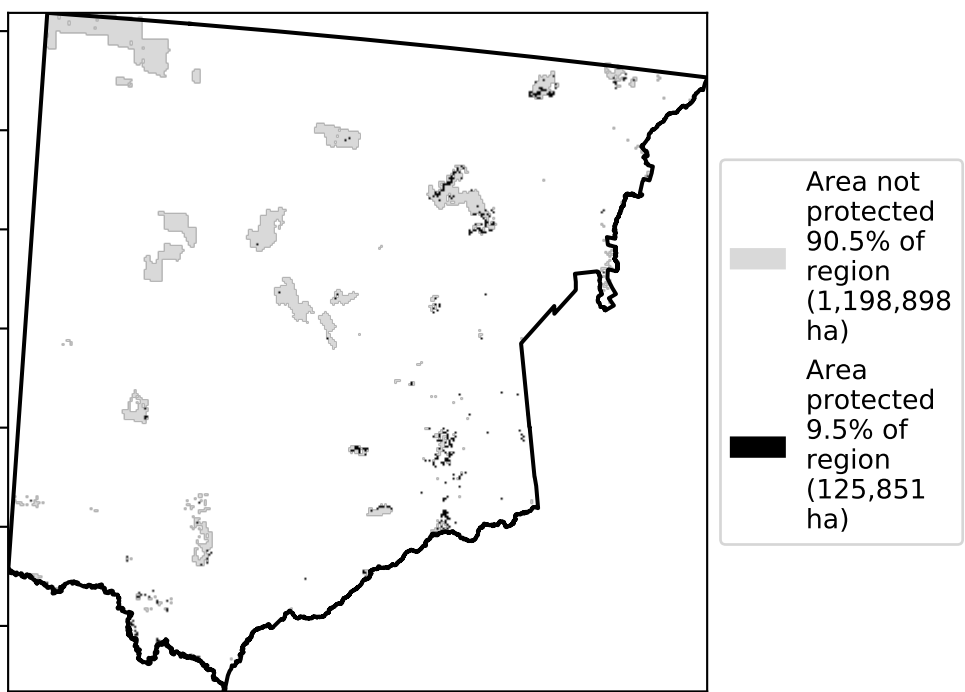 Area not
protected
90.5% of
region
(1,198,898
ha)
Area
protected
9.5% of
region
(125,851
ha)